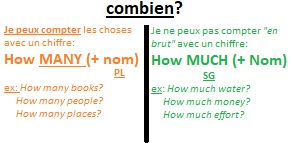 combien?
Je peux compter les choses
avec un chiffre:
How MANY (+ nom)
PL
ex: How many books?
How many people?
How many places?
Je ne peux pas compter "en
brut" avec un chiffre:
How MUCH (+ Nom)
SG
ex: How much water?
How much money?
How much effort?